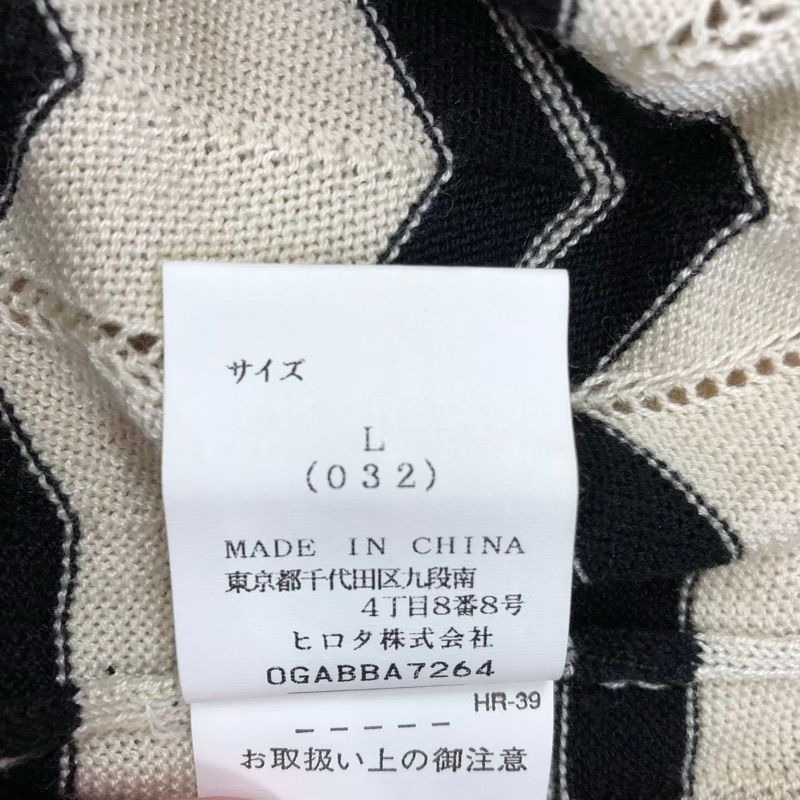 サイズ
L
(032)
MADE IN CHINA
東京都千代田区九段南
4丁目8番8号
ヒロタ株式会社
OGABBA7264
HR-39
-----
お取扱い上の御注意